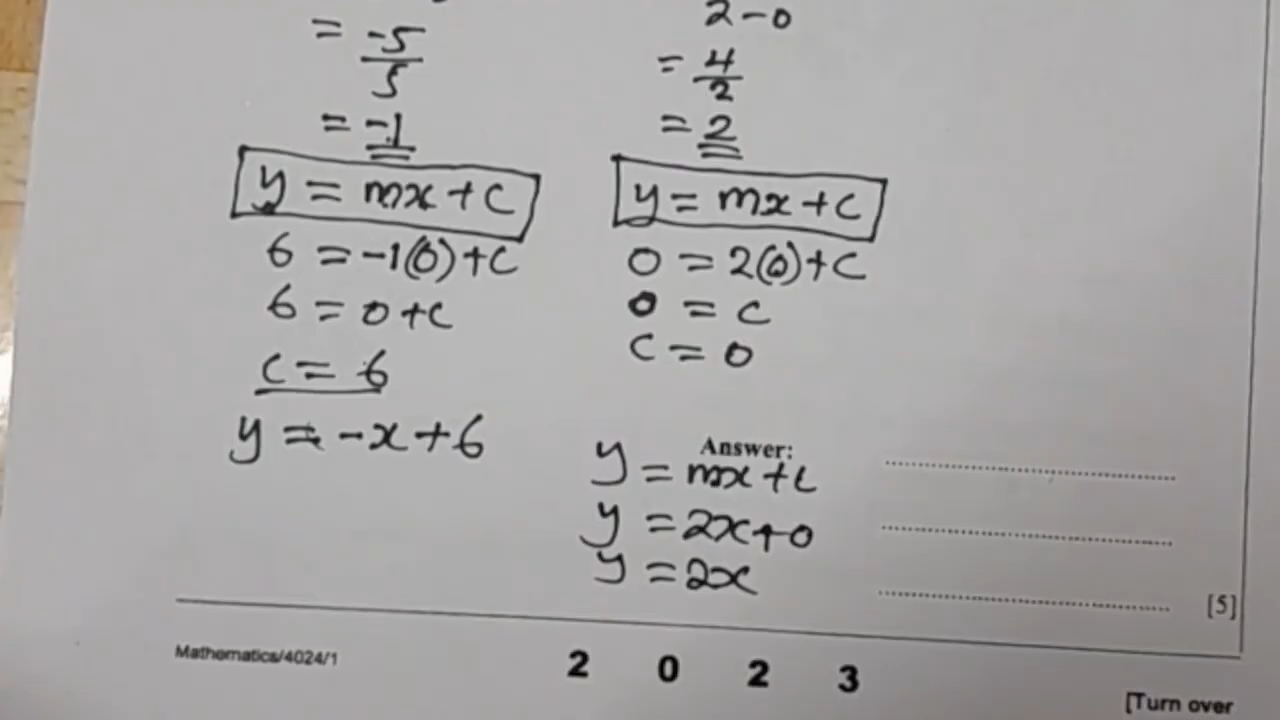 = -5/5
= -1
y = mx + c
6 = -1(0) + c
6 = 0 + c
c = 6
y = -x + 6
2 - 0
= 4/2
= 2
y = mx + c
0 = 2(0) + c
0 = c
c = 0
Answer:
y = mx + c
y = 2x + 0
y = 2x
[5]
Mathematics/4024/1
2 0 2 3
[Turn over